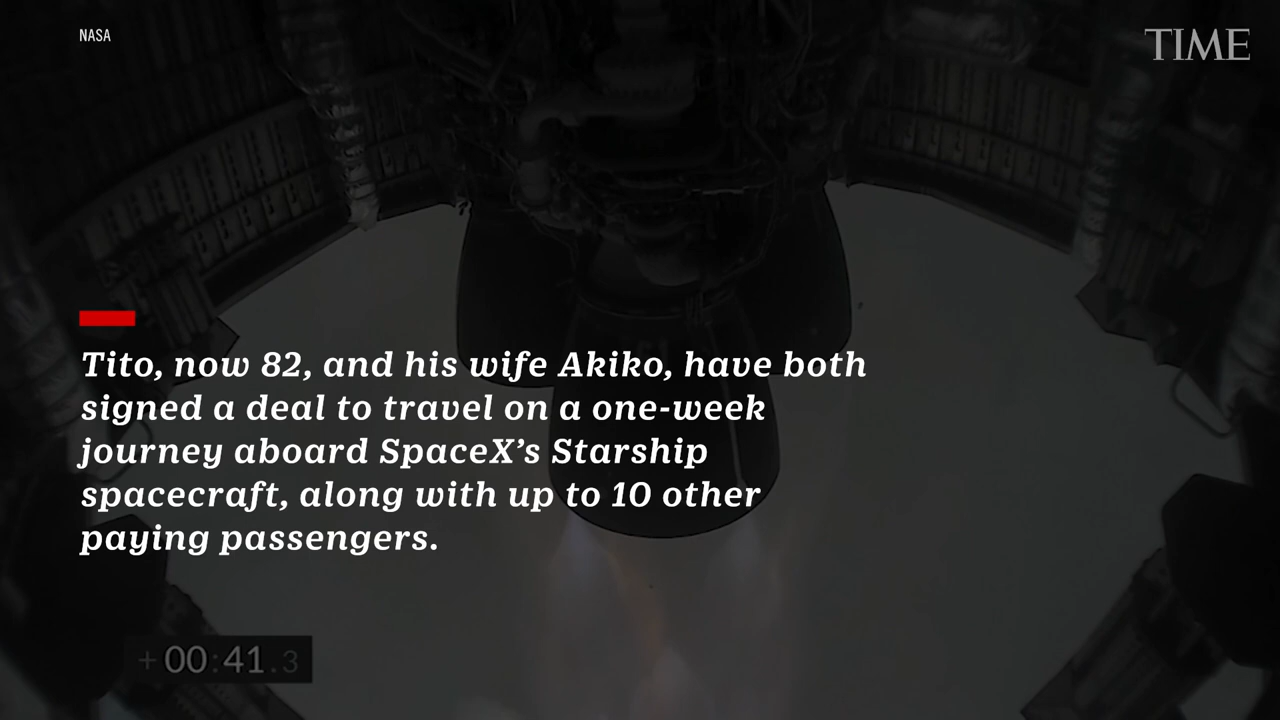 NASA
TIME
Tito, now 82, and his wife Akiko, have both
signed a deal to travel on a one-week
journey aboard SpaceX’s Starship
spacecraft, along with up to 10 other
paying passengers.
+00:41.3